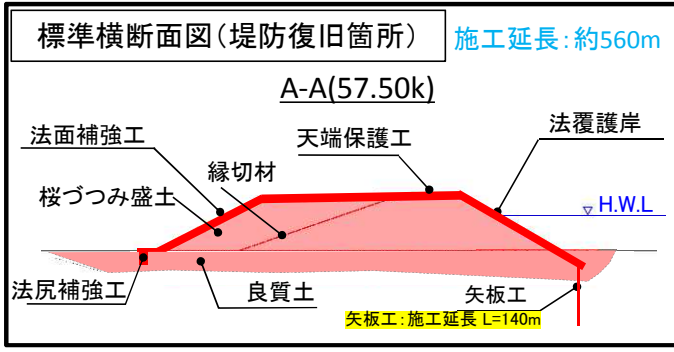 標準横断面図(堤防復旧箇所)
施工延長:約560m
A-A(57.50k)
法面補強工
天端保護工
法覆護岸
縁切材
桜づつみ盛土
▽ H.W.L
法尻補強工
良質土
矢板工
矢板工:施工延長 L=140m